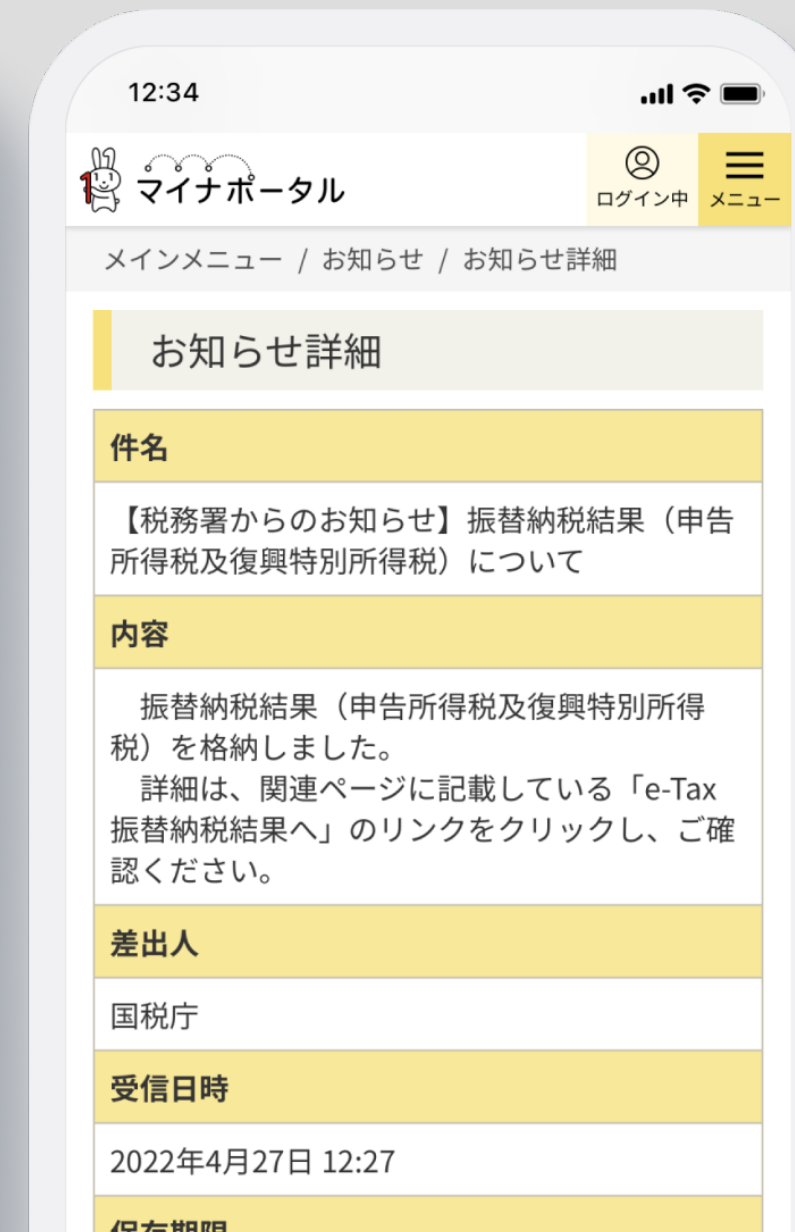 12:34
マイナポータル
ログイン中
メニュー
メインメニュー / お知らせ / お知らせ詳細
お知らせ詳細
件名
【税務署からのお知らせ】振替納税結果（申告
所得税及復興特別所得税）について
内容
　振替納税結果（申告所得税及復興特別所得
税）を格納しました。
　詳細は、関連ページに記載している「e-Tax
振替納税結果へ」のリンクをクリックし、ご確
認ください。
差出人
国税庁
受信日時
2022年4月27日 12:27
保存期限